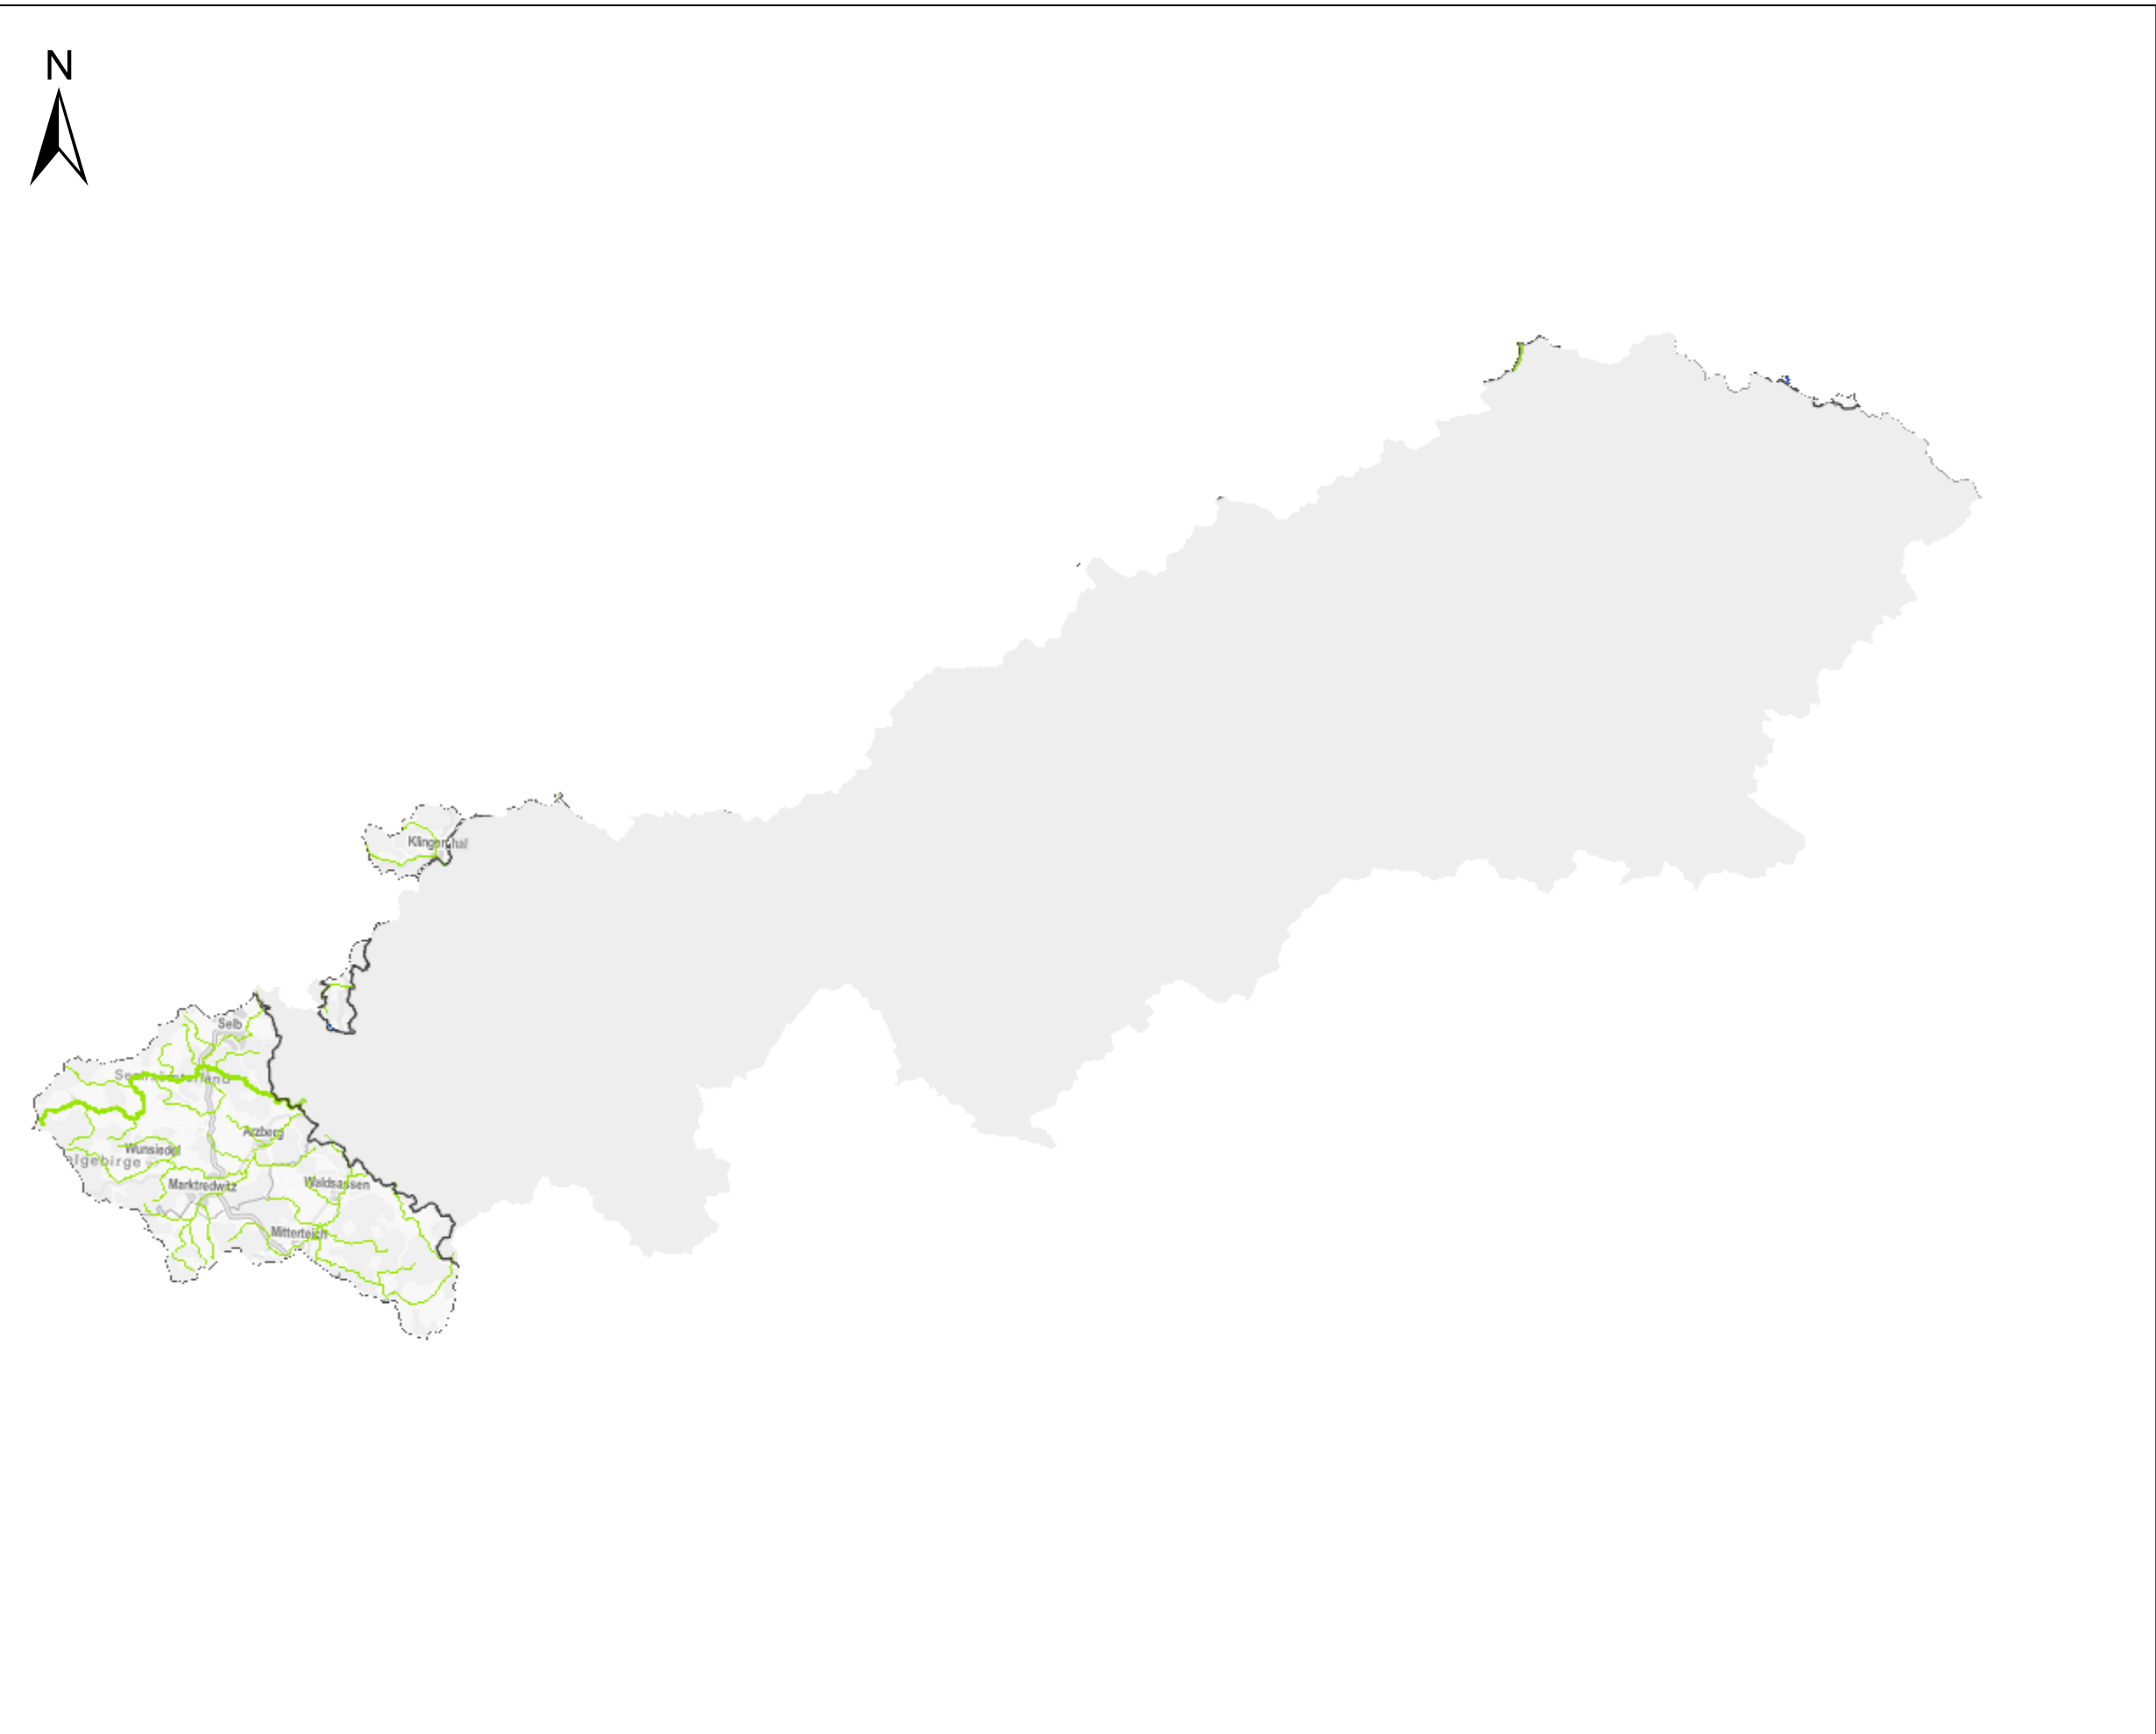 N
Klingenthal
Selb
Arzberg
Wunsiedel
Marktredwitz
Waldsassen
Mitterteich